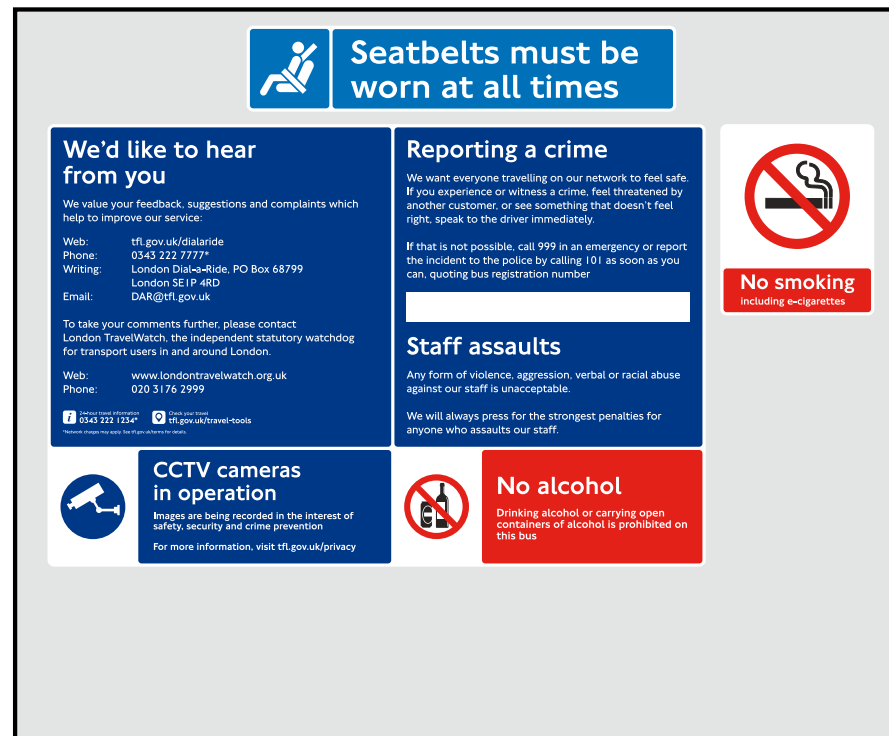 Seatbelts must be
worn at all times
We'd like to hear
from you
We value your feedback, suggestions and complaints which
help to improve our service:
Web: tfl.gov.uk/dialaride
Phone: 0343 222 7777*
Writing: London Dial-a-Ride, PO Box 68799
London SE1P 4RD
Email: DAR@tfl.gov.uk
To take your comments further, please contact
London TravelWatch, the independent statutory watchdog
for transport users in and around London.
Web: www.londontravelwatch.org.uk
Phone: 020 3176 2999
24-hour travel information
0343 222 1234*
Check your travel
tfl.gov.uk/travel-tools
*Network charges may apply. See tfl.gov.uk/terms for details.
Reporting a crime
We want everyone travelling on our network to feel safe.
If you experience or witness a crime, feel threatened by
another customer, or see something that doesn't feel
right, speak to the driver immediately.
If that is not possible, call 999 in an emergency or report
the incident to the police by calling 101 as soon as you
can, quoting bus registration number
Staff assaults
Any form of violence, aggression, verbal or racial abuse
against our staff is unacceptable.
We will always press for the strongest penalties for
anyone who assaults our staff.
No smoking
including e-cigarettes
CCTV cameras
in operation
Images are being recorded in the interest of
safety, security and crime prevention
For more information, visit tfl.gov.uk/privacy
No alcohol
Drinking alcohol or carrying open
containers of alcohol is prohibited on
this bus